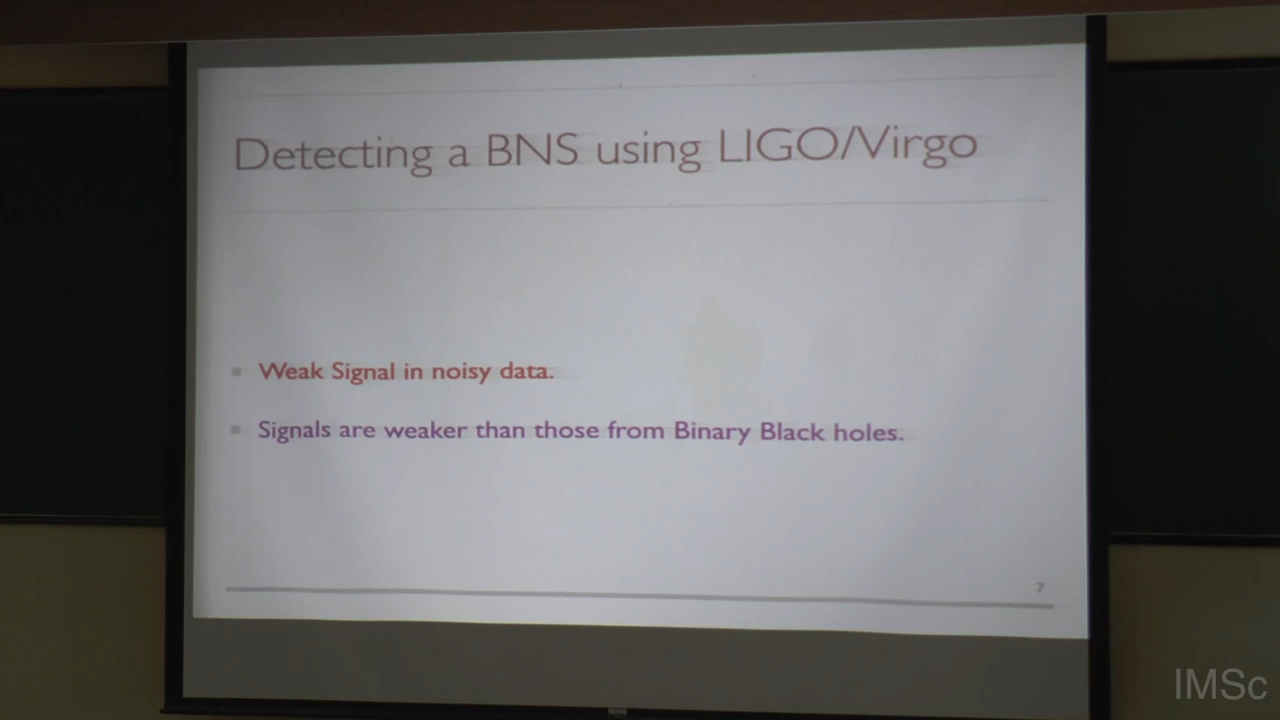 Detecting a BNS using LIGO/Virgo
Weak Signal in noisy data.
Signals are weaker than those from Binary Black holes.
7
IMSc